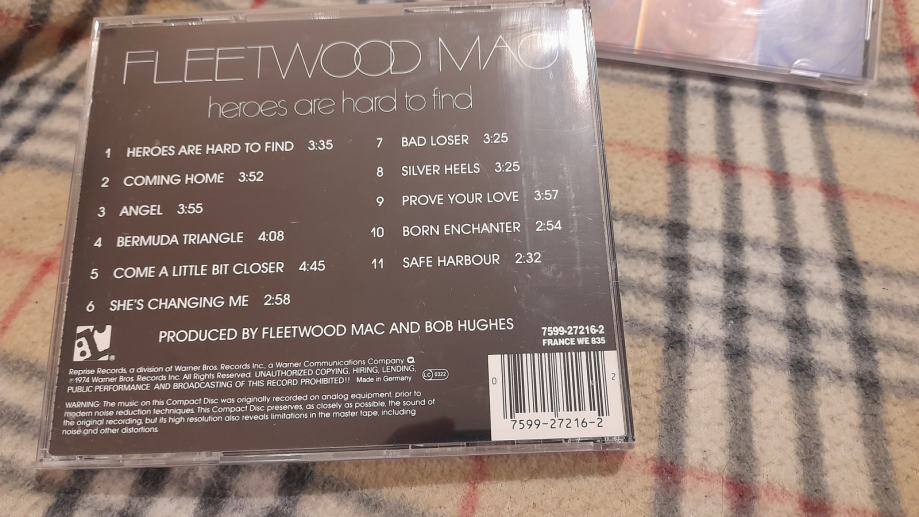 FLEETWOOD MAC
heroes are hard to find
1 HEROES ARE HARD TO FIND 3:35
2 COMING HOME 3:52
3 ANGEL 3:55
4 BERMUDA TRIANGLE 4:08
5 COME A LITTLE BIT CLOSER 4:45
6 SHE'S CHANGING ME 2:58
7 BAD LOSER 3:25
8 SILVER HEELS 3:25
9 PROVE YOUR LOVE 3:57
10 BORN ENCHANTER 2:54
11 SAFE HARBOUR 2:32
PRODUCED BY FLEETWOOD MAC AND BOB HUGHES
7599-27216-2
FRANCE WE 835
Reprise Records, a division of Warner Bros. Records Inc., a Warner Communications Company
℗1974 Warner Bros. Records Inc. All Rights Reserved. UNAUTHORIZED COPYING, HIRING, LENDING,
PUBLIC PERFORMANCE AND BROADCASTING OF THIS RECORD PROHIBITED!! Made in Germany
LC 0322
WARNING: The music on this Compact Disc was originally recorded on analog equipment, prior to
modern noise reduction techniques. This Compact Disc preserves, as closely as possible, the sound of
the original recording, but its high resolution also reveals limitations in the master tape, including
noise and other distortions.
0 2
7599-27216-2